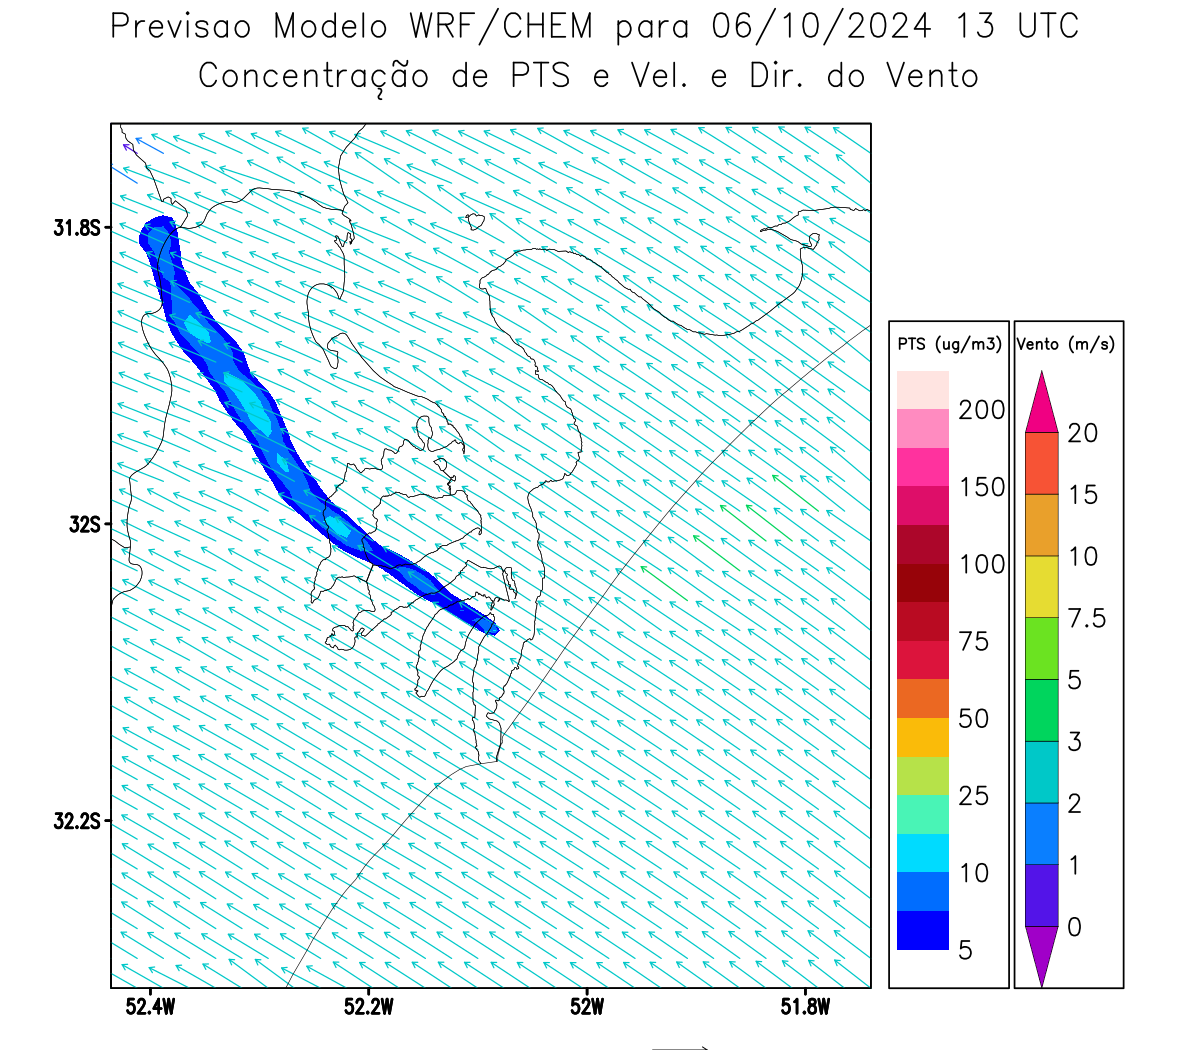 Previsao Modelo WRF/CHEM para 06/10/2024 13 UTC
Concentração de PTS e Vel. e Dir. do Vento
31.8S
32S
32.2S
52.4W
52.2W
52W
51.8W
PTS (ug/m3)
200
150
100
75
50
25
10
5
Vento (m/s)
20
15
10
7.5
5
3
2
1
0